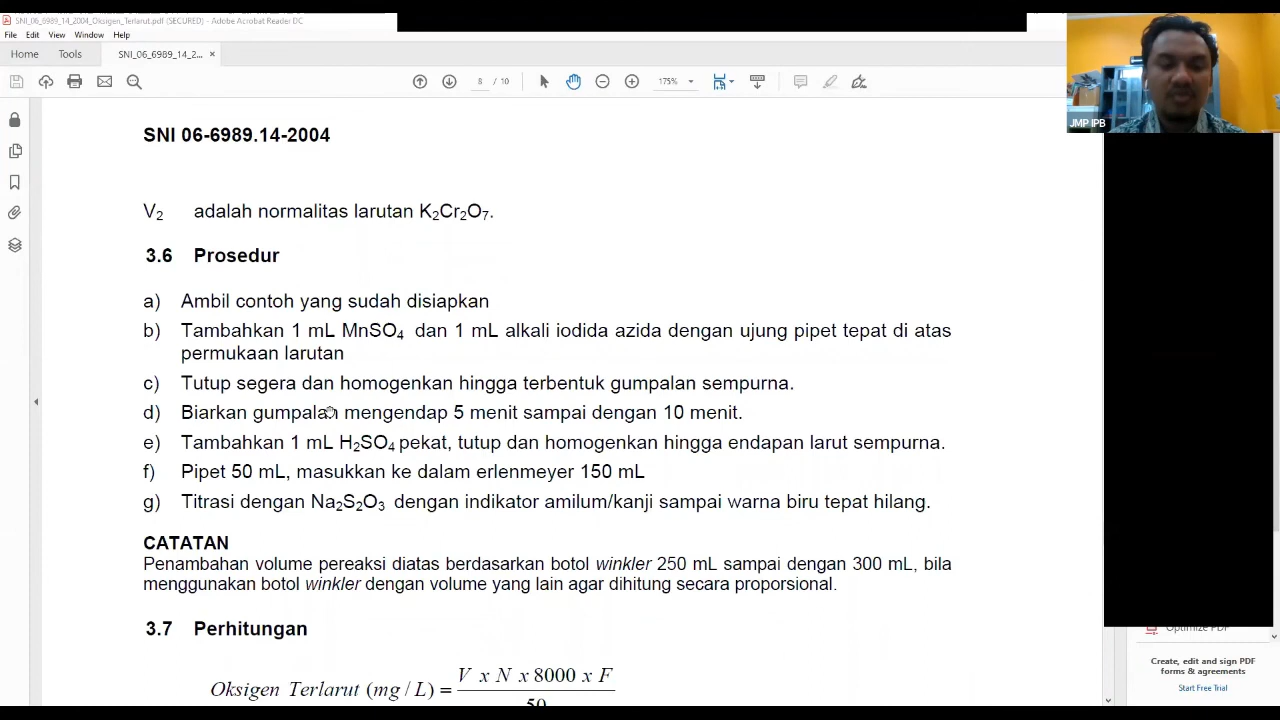 SNI_06_6989_14_2004_Oksigen_Terlarut.pdf (SECURED) - Adobe Acrobat Reader DC
File Edit View Window Help
Home Tools SNI_06_6989_14_2... ×
8 / 10 175%
JMP IPB
SNI 06-6989.14-2004
V₂ adalah normalitas larutan K₂Cr₂O₇.
3.6 Prosedur
a) Ambil contoh yang sudah disiapkan
b) Tambahkan 1 mL MnSO₄ dan 1 mL alkali iodida azida dengan ujung pipet tepat di atas
permukaan larutan
c) Tutup segera dan homogenkan hingga terbentuk gumpalan sempurna.
d) Biarkan gumpalan mengendap 5 menit sampai dengan 10 menit.
e) Tambahkan 1 mL H₂SO₄ pekat, tutup dan homogenkan hingga endapan larut sempurna.
f) Pipet 50 mL, masukkan ke dalam erlenmeyer 150 mL
g) Titrasi dengan Na₂S₂O₃ dengan indikator amilum/kanji sampai warna biru tepat hilang.
CATATAN
Penambahan volume pereaksi diatas berdasarkan botol winkler 250 mL sampai dengan 300 mL, bila
menggunakan botol winkler dengan volume yang lain agar dihitung secara proporsional.
3.7 Perhitungan
V x N x 8000 x F
Oksigen Terlarut (mg / L) =
50
Optimize PDF
Create, edit and sign PDF
forms & agreements
Start Free Trial